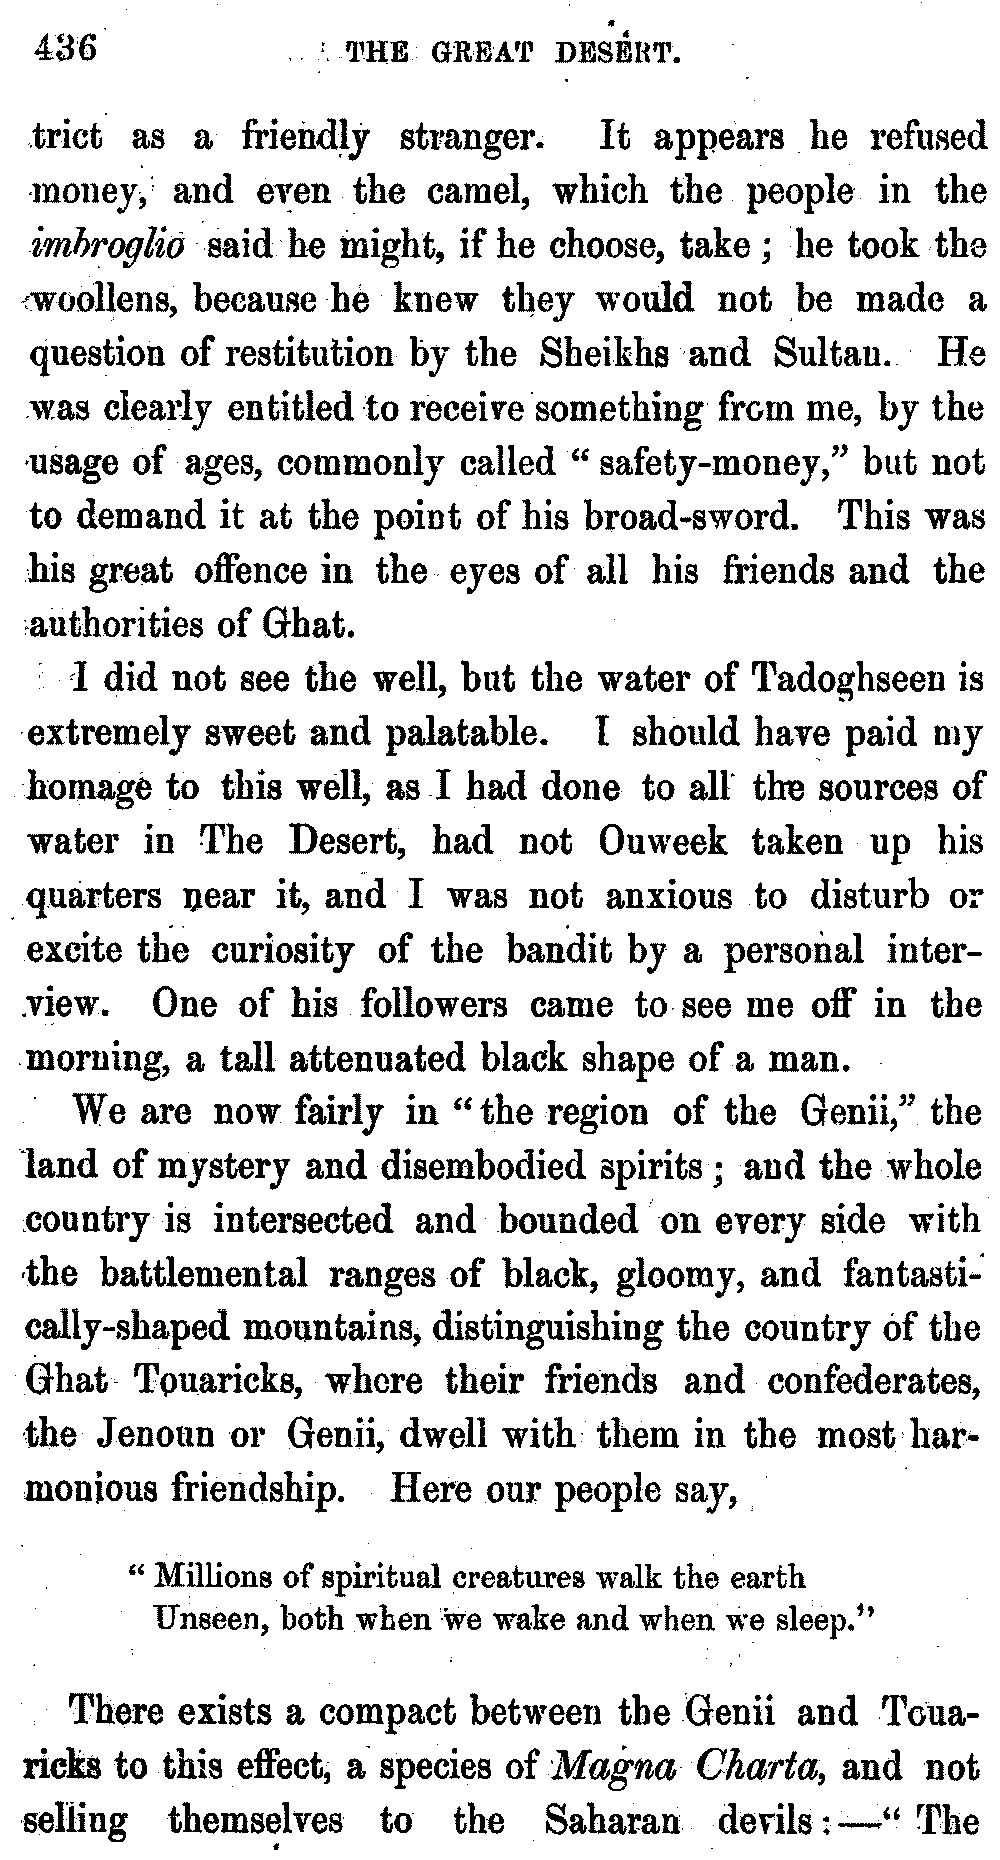 436 THE GREAT DESERT.
trict as a friendly stranger. It appears he refused
money, and even the camel, which the people in the
imbroglio said he might, if he choose, take; he took the
woollens, because he knew they would not be made a
question of restitution by the Sheikhs and Sultan. He
was clearly entitled to receive something from me, by the
usage of ages, commonly called "safety-money," but not
to demand it at the point of his broad-sword. This was
his great offence in the eyes of all his friends and the
authorities of Ghat.
I did not see the well, but the water of Tadoghseen is
extremely sweet and palatable. I should have paid my
homage to this well, as I had done to all the sources of
water in The Desert, had not Ouweek taken up his
quarters near it, and I was not anxious to disturb or
excite the curiosity of the bandit by a personal inter-
view. One of his followers came to see me off in the
morning, a tall attenuated black shape of a man.
We are now fairly in "the region of the Genii," the
land of mystery and disembodied spirits; and the whole
country is intersected and bounded on every side with
the battlemental ranges of black, gloomy, and fantasti-
cally-shaped mountains, distinguishing the country of the
Ghat Touaricks, where their friends and confederates,
the Jenoun or Genii, dwell with them in the most har-
monious friendship. Here our people say,
"Millions of spiritual creatures walk the earth
Unseen, both when we wake and when we sleep."
There exists a compact between the Genii and Toua-
ricks to this effect, a species of Magna Charta, and not
selling themselves to the Saharan devils:—"The